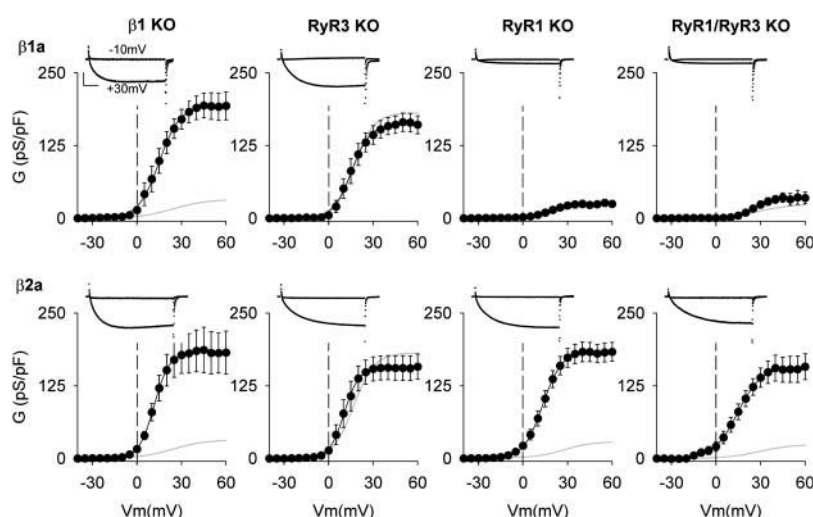 β1 KO RyR3 KO RyR1 KO RyR1/RyR3 KO
β1a
-10mV
+30mV
250 250 250 250
G (pS/pF)
125 125 125 125
0 0 0 0
-30 0 30 60 -30 0 30 60 -30 0 30 60 -30 0 30 60
β2a
250 250 250 250
G (pS/pF)
125 125 125 125
0 0 0 0
-30 0 30 60 -30 0 30 60 -30 0 30 60 -30 0 30 60
Vm(mV) Vm(mV) Vm(mV) Vm(mV)